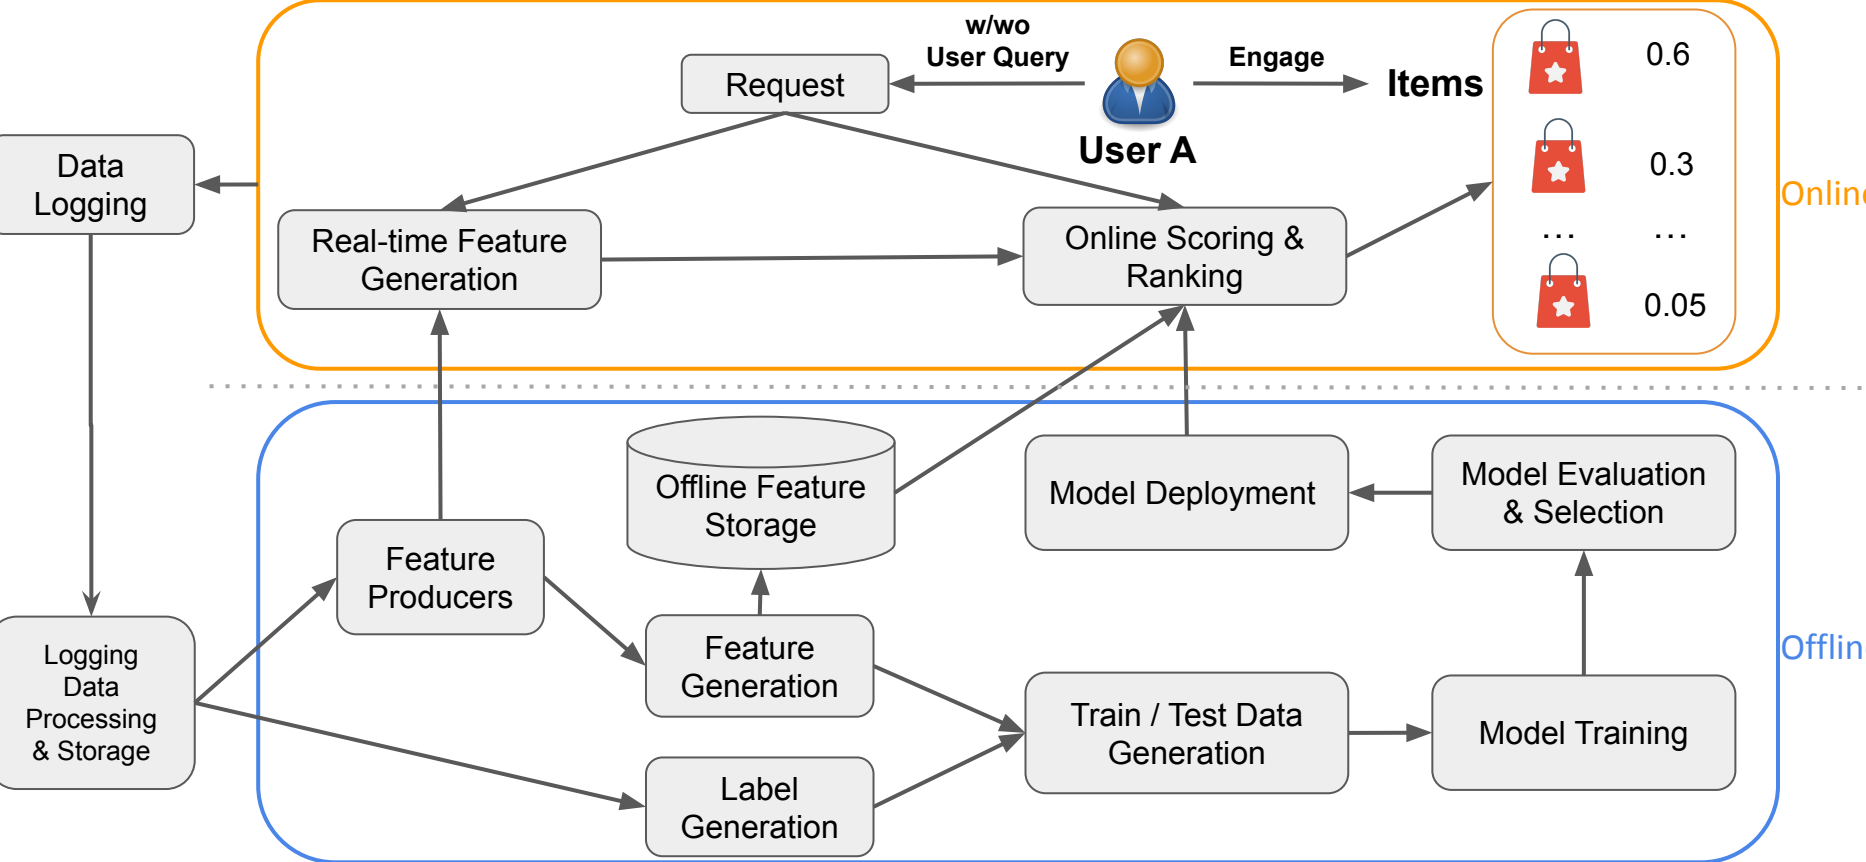 w/wo
User Query
Engage
Request
Items
User A
0.6
0.3
... ...
0.05
Online
Data
Logging
Real-time Feature
Generation
Online Scoring &
Ranking
Offline Feature
Storage
Model Deployment
Model Evaluation
& Selection
Feature
Producers
Offlin
Logging
Data
Processing
& Storage
Feature
Generation
Train / Test Data
Generation
Model Training
Label
Generation